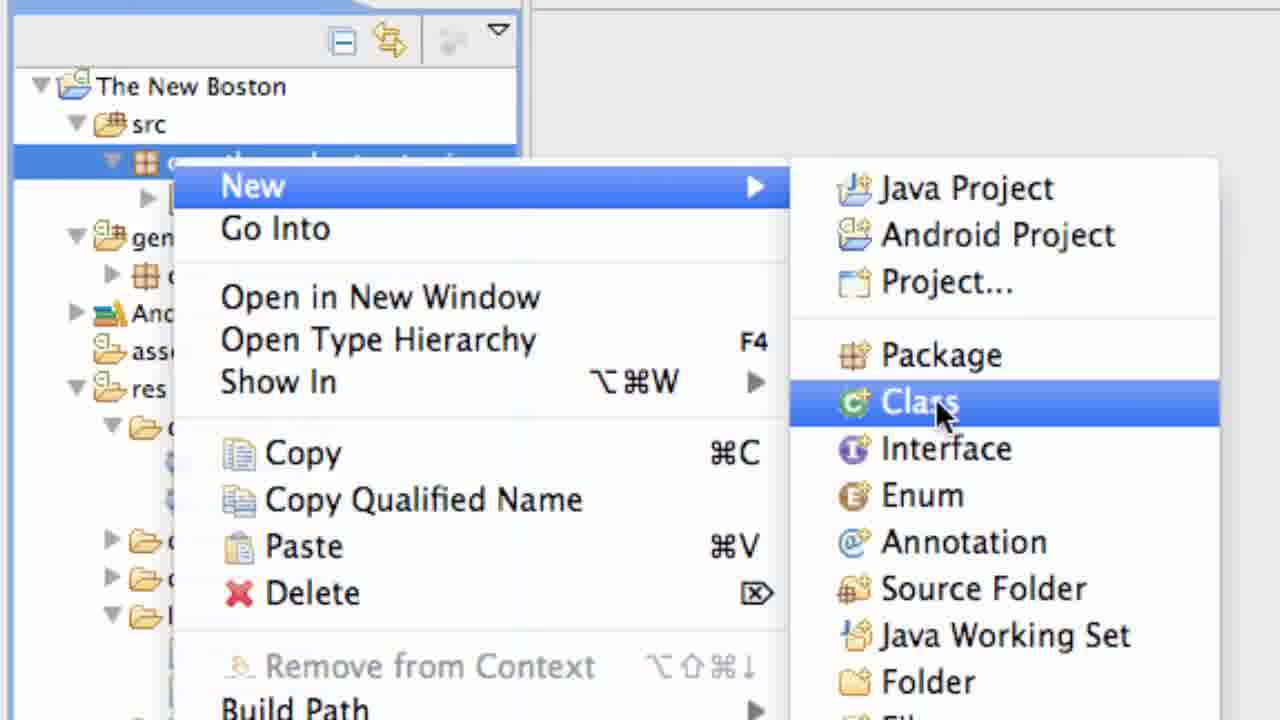 The New Boston
src
New
Go Into
Open in New Window
Open Type Hierarchy F4
Show In ⌥⌘W
Copy ⌘C
Copy Qualified Name
Paste ⌘V
Delete ⌦
Remove from Context ⌥⇧⌘↓
Build Path
gen
res
Java Project
Android Project
Project...
Package
Class
Interface
Enum
Annotation
Source Folder
Java Working Set
Folder